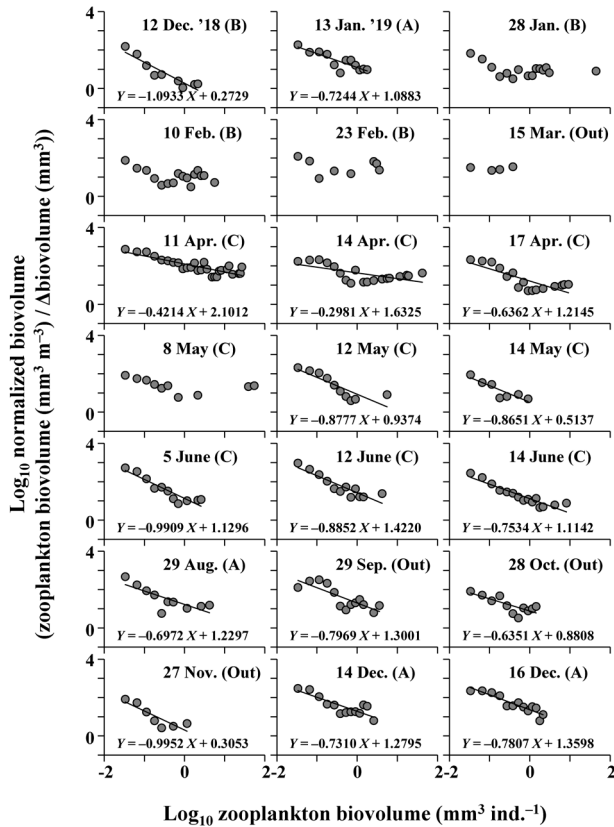 Log₁₀ normalized biovolume
(zooplankton biovolume (mm³ m⁻³) / Δbiovolume (mm³))
12 Dec. ’18 (B)
13 Jan. ’19 (A)
28 Jan. (B)
4
2
0
Y = –1.0933 X + 0.2729
Y = –0.7244 X + 1.0883
10 Feb. (B)
23 Feb. (B)
15 Mar. (Out)
4
2
0
11 Apr. (C)
14 Apr. (C)
17 Apr. (C)
4
2
0
Y = –0.4214 X + 2.1012
Y = –0.2981 X + 1.6325
Y = –0.6362 X + 1.2145
8 May (C)
12 May (C)
14 May (C)
4
2
0
Y = –0.8777 X + 0.9374
Y = –0.8651 X + 0.5137
5 June (C)
12 June (C)
14 June (C)
4
2
0
Y = –0.9909 X + 1.1296
Y = –0.8852 X + 1.4220
Y = –0.7534 X + 1.1142
29 Aug. (A)
29 Sep. (Out)
28 Oct. (Out)
4
2
0
Y = –0.6972 X + 1.2297
Y = –0.7969 X + 1.3001
Y = –0.6351 X + 0.8808
27 Nov. (Out)
14 Dec. (A)
16 Dec. (A)
4
2
0
Y = –0.9952 X + 0.3053
Y = –0.7310 X + 1.2795
Y = –0.7807 X + 1.3598
-2 0 2 -2 0 2 -2 0 2
Log₁₀ zooplankton biovolume (mm³ ind.⁻¹)